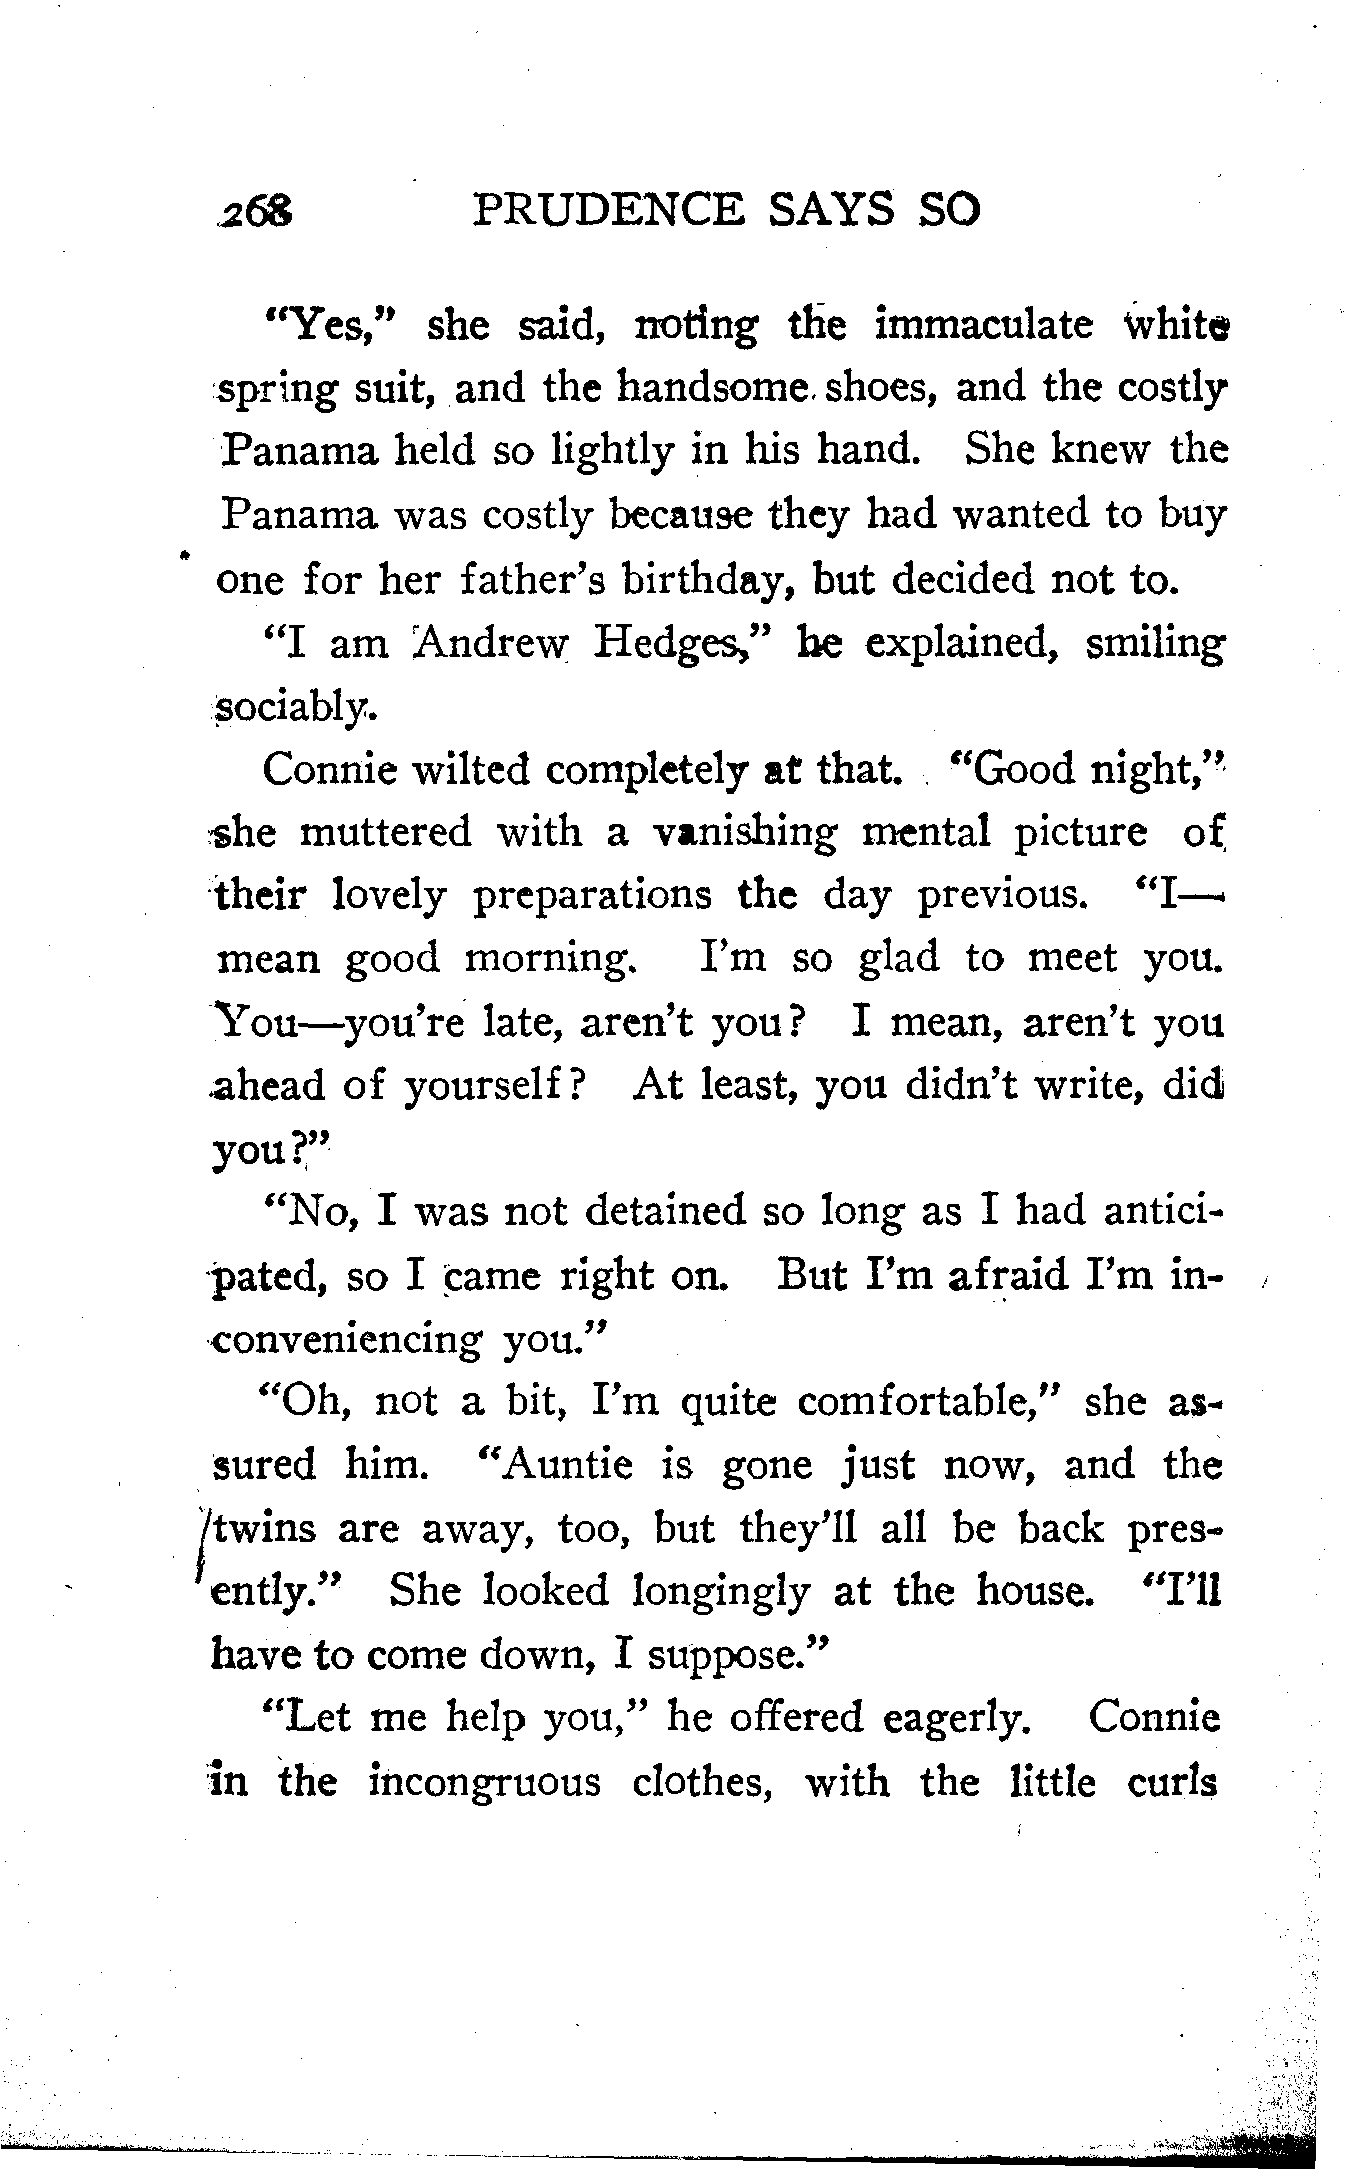 268 PRUDENCE SAYS SO
"Yes," she said, noting the immaculate white
spring suit, and the handsome shoes, and the costly
Panama held so lightly in his hand. She knew the
Panama was costly because they had wanted to buy
one for her father's birthday, but decided not to.
"I am Andrew Hedges," he explained, smiling
sociably.
Connie wilted completely at that. "Good night,"
she muttered with a vanishing mental picture of
their lovely preparations the day previous. "I—
mean good morning. I'm so glad to meet you.
You—you're late, aren't you? I mean, aren't you
ahead of yourself? At least, you didn't write, did
you?"
"No, I was not detained so long as I had antici-
pated, so I came right on. But I'm afraid I'm in-
conveniencing you."
"Oh, not a bit, I'm quite comfortable," she as-
sured him. "Auntie is gone just now, and the
twins are away, too, but they'll all be back pres-
ently." She looked longingly at the house. "I'll
have to come down, I suppose."
"Let me help you," he offered eagerly. Connie
in the incongruous clothes, with the little curls